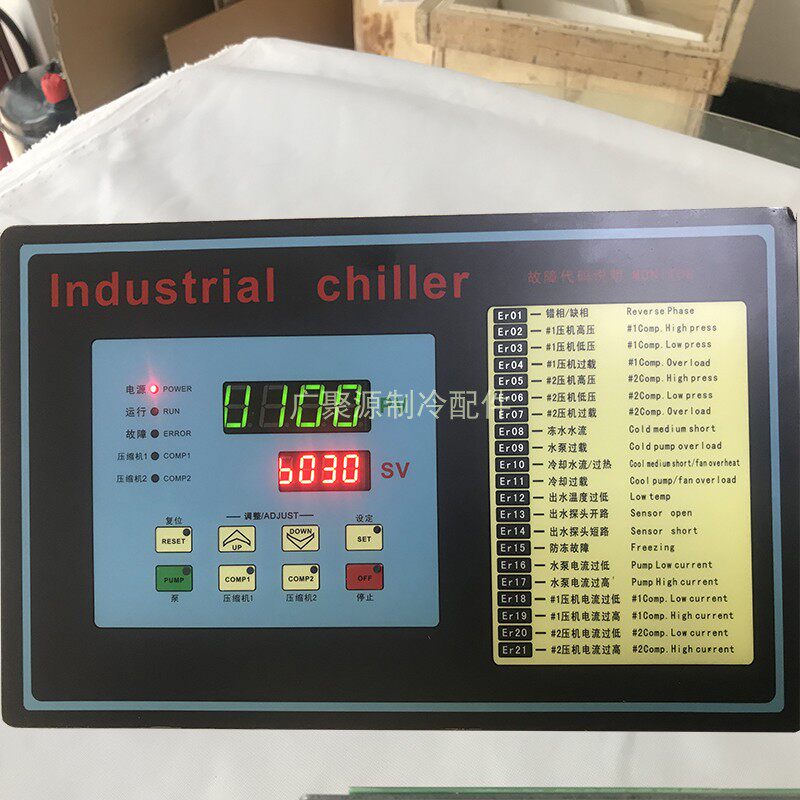 Industrial chiller
故障代码说明 MONITOR
电源 POWER
运行 RUN
故障 ERROR
压缩机1 COMP1
压缩机2 COMP2
U100
b030 SV
广聚源制冷配件
复位 调整/ADJUST 设定
RESET UP DOWN SET
PUMP COMP1 COMP2 OFF
泵 压缩机1 压缩机2 停止
Er01 错相/缺相 Reverse Phase
Er02 #1压机高压 #1Comp. High press
Er03 #1压机低压 #1Comp. Low press
Er04 #1压机过载 #1Comp. Overload
Er05 #2压机高压 #2Comp. High press
Er06 #2压机低压 #2Comp. Low press
Er07 #2压机过载 #2Comp. Overload
Er08 冻水水流 Cold medium short
Er09 水泵过载 Cold pump overload
Er10 冷却水流/过热 Cool medium short/fan overheat
Er11 冷却过载 Cool pump/fan overload
Er12 出水温度过低 Low temp
Er13 出水探头开路 Sensor open
Er14 出水探头短路 Sensor short
Er15 防冻故障 Freezing
Er16 水泵电流过低 Pump Low current
Er17 水泵电流过高 Pump High current
Er18 #1压机电流过低 #1Comp. Low current
Er19 #1压机电流过高 #1Comp. High current
Er20 #2压机电流过低 #2Comp. Low current
Er21 #2压机电流过高 #2Comp. High current